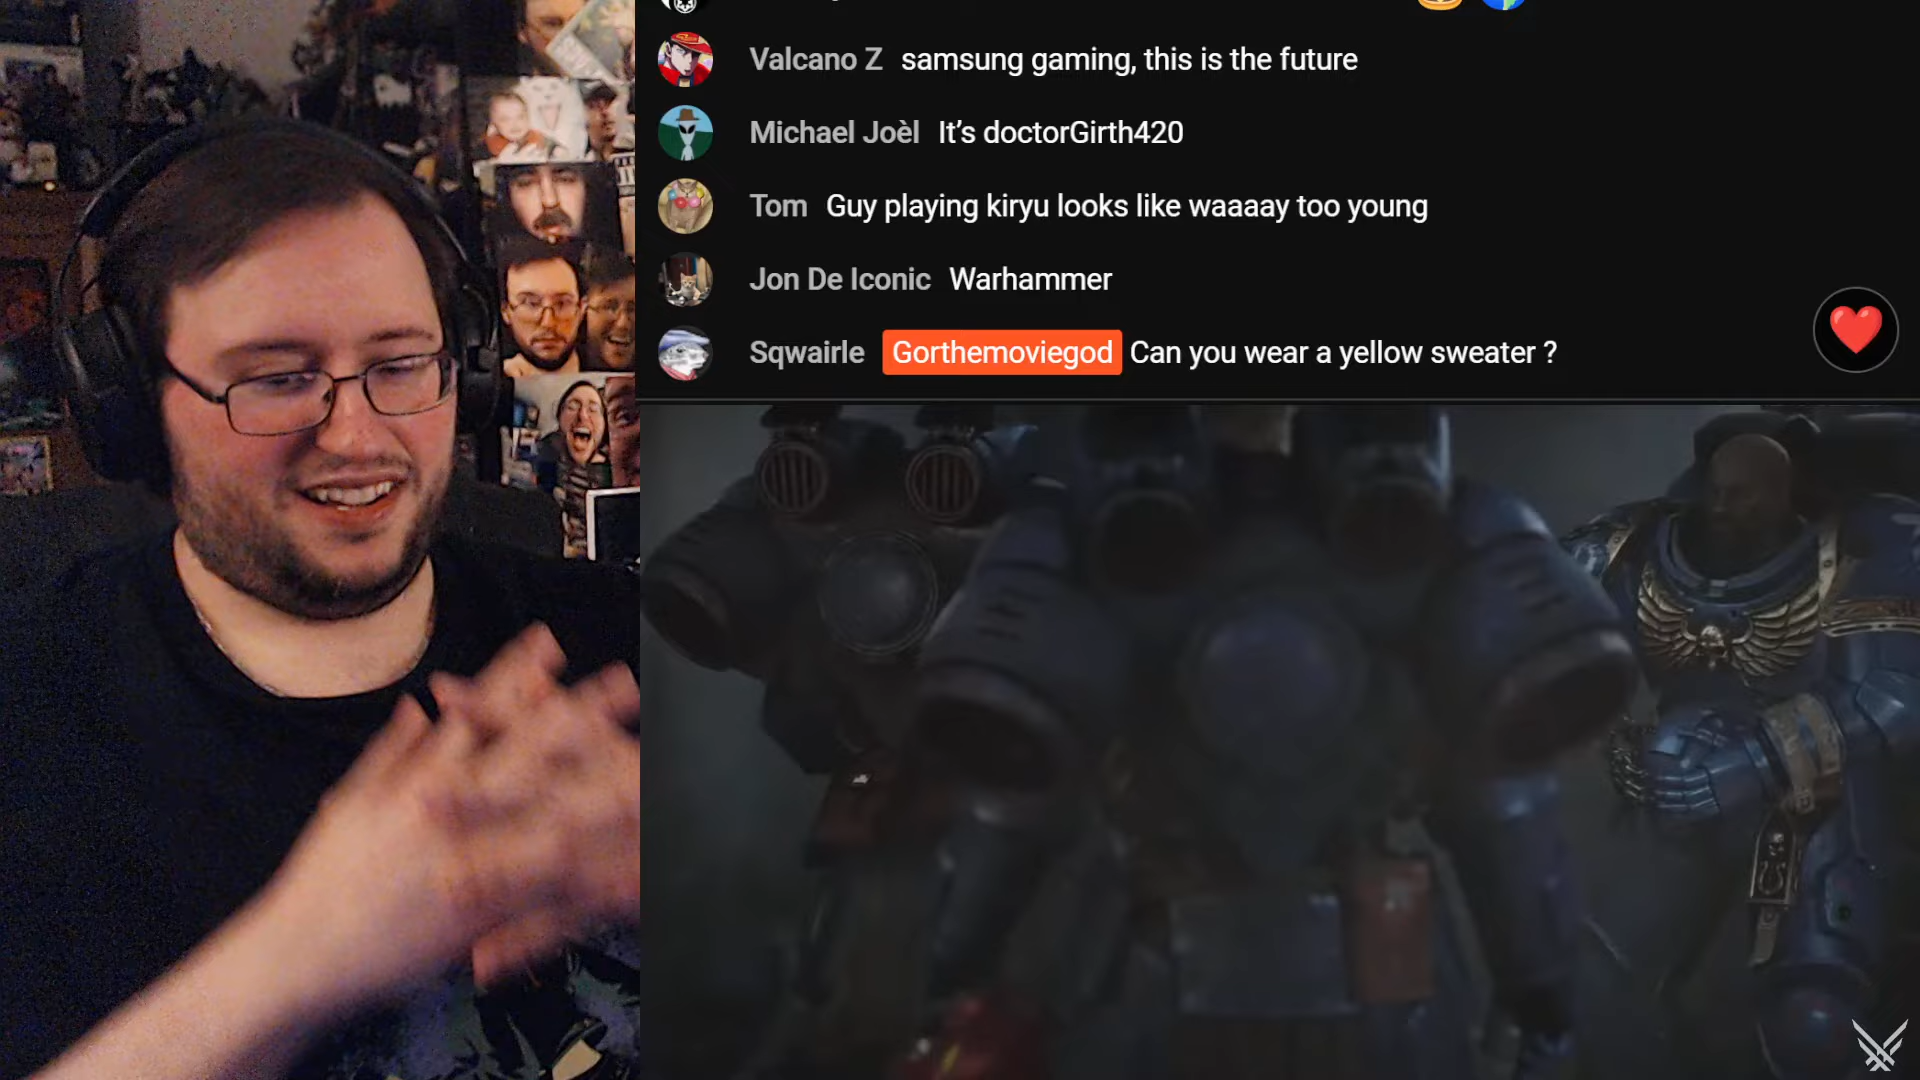 Valcano Z samsung gaming, this is the future
Michael Joèl It’s doctorGirth420
Tom Guy playing kiryu looks like waaaay too young
Jon De Iconic Warhammer
Sqwairle Gorthemoviegod Can you wear a yellow sweater ?